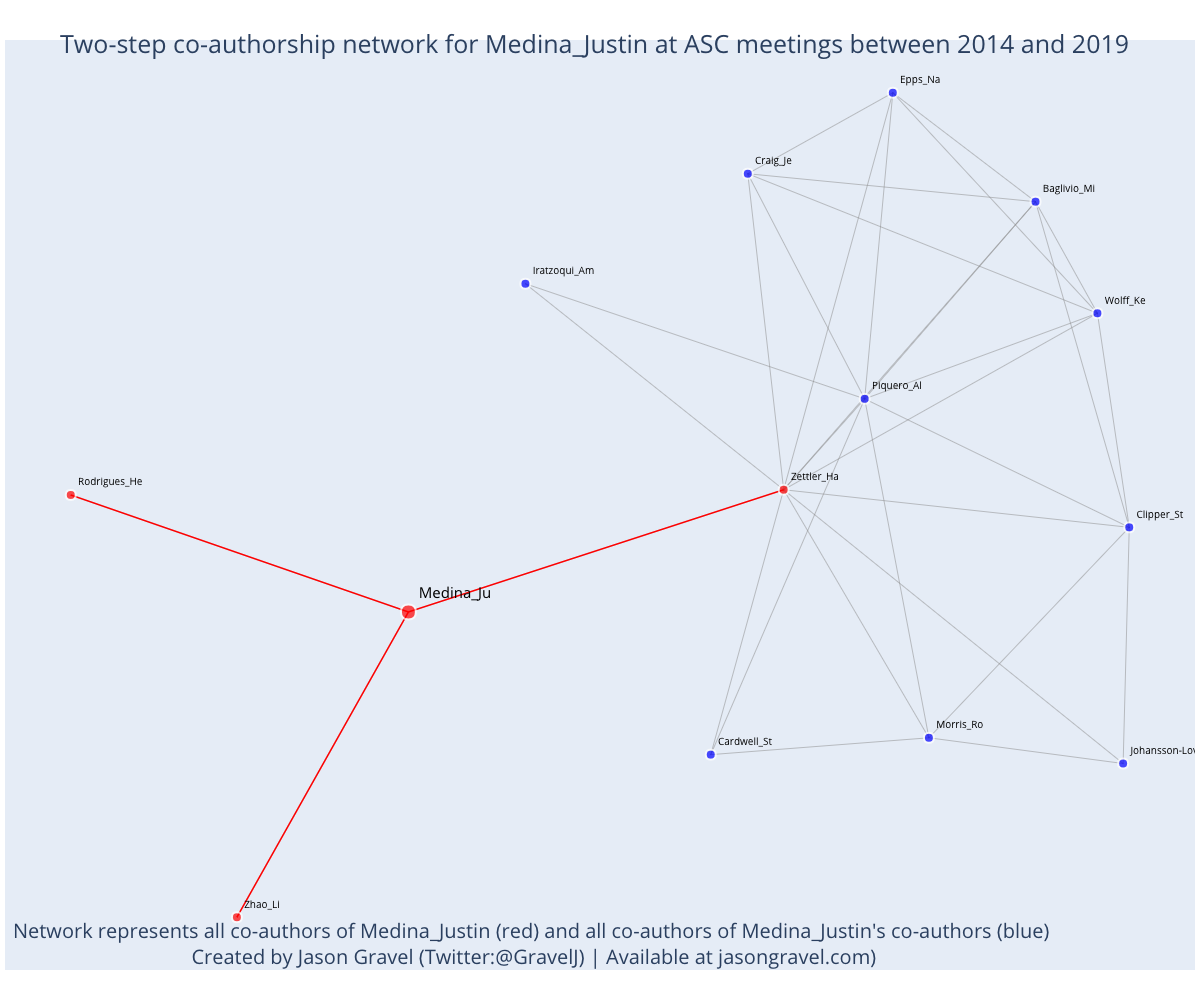 Two-step co-authorship network for Medina_Justin at ASC meetings between 2014 and 2019
Epps_Na
Craig_Je
Baglivio_Mi
Iratzoqui_Am
Wolff_Ke
Piquero_Al
Zettler_Ha
Rodrigues_He
Clipper_St
Medina_Ju
Morris_Ro
Cardwell_St
Johansson-Lov
Zhao_Li
Network represents all co-authors of Medina_Justin (red) and all co-authors of Medina_Justin's co-authors (blue)
Created by Jason Gravel (Twitter:@GravelJ) | Available at jasongravel.com)